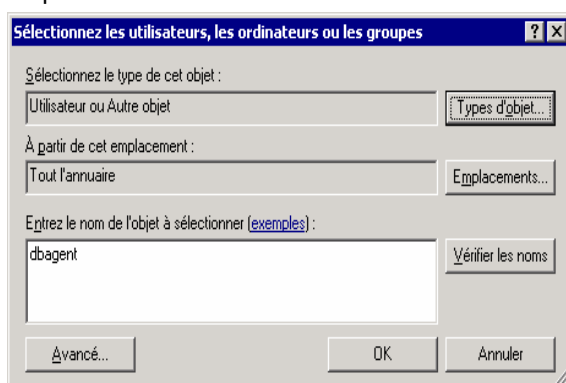 Sélectionnez les utilisateurs, les ordinateurs ou les groupes
Sélectionnez le type de cet objet :
Utilisateur ou Autre objet
Types d'objet...
À partir de cet emplacement :
Tout l'annuaire
Emplacements...
Entrez le nom de l'objet à sélectionner (exemples) :
dbagent
Vérifier les noms
Avancé...
OK
Annuler